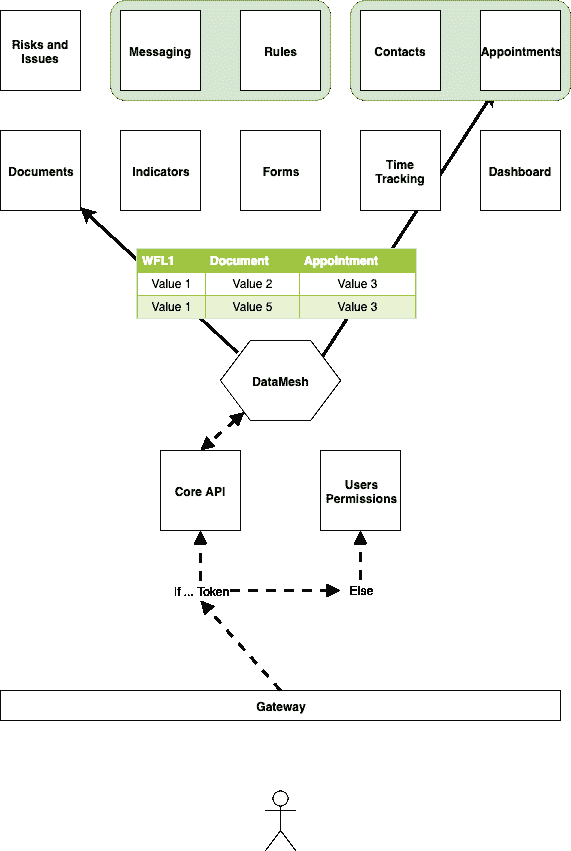 Risks and
Issues
Messaging
Rules
Contacts
Appointments
Documents
Indicators
Forms
Time
Tracking
Dashboard
WFL1 Document Appointment
Value 1 Value 2 Value 3
Value 1 Value 5 Value 3
DataMesh
Core API
Users
Permissions
If ... Token
Else
Gateway